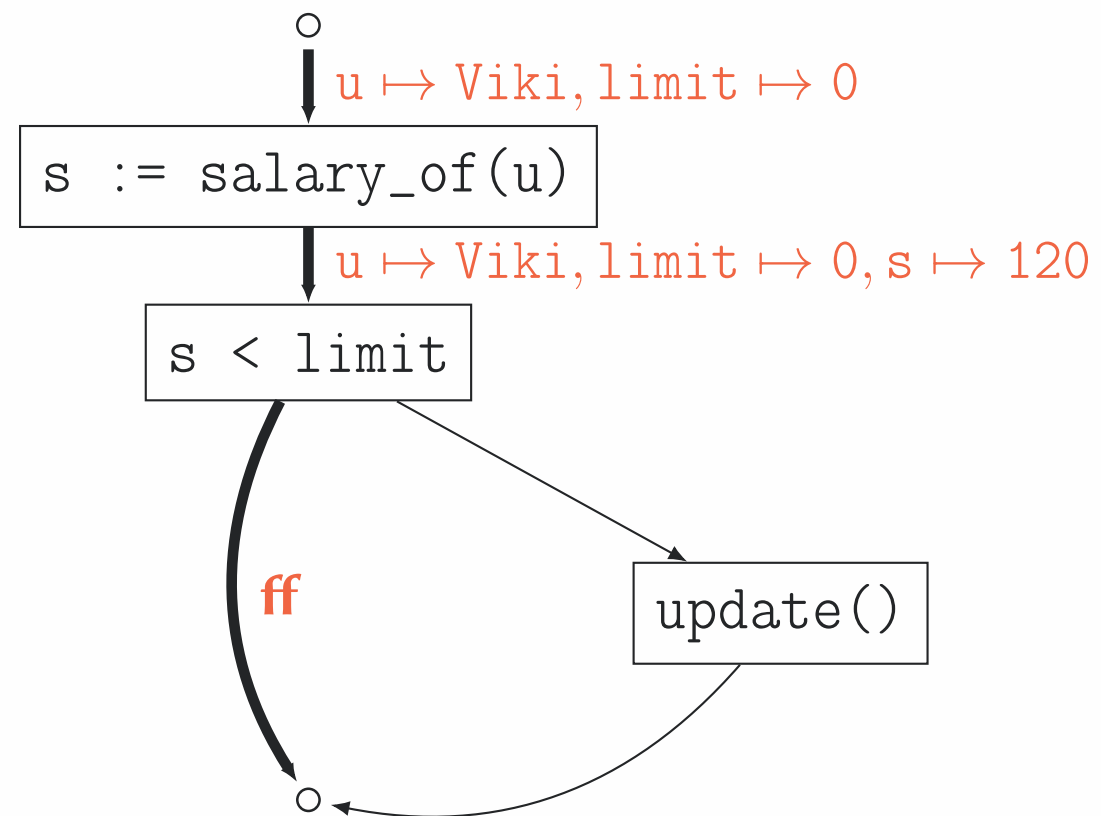 u ↦ Viki, limit ↦ 0
s := salary_of(u)
u ↦ Viki, limit ↦ 0, s ↦ 120
s < limit
ff
update()